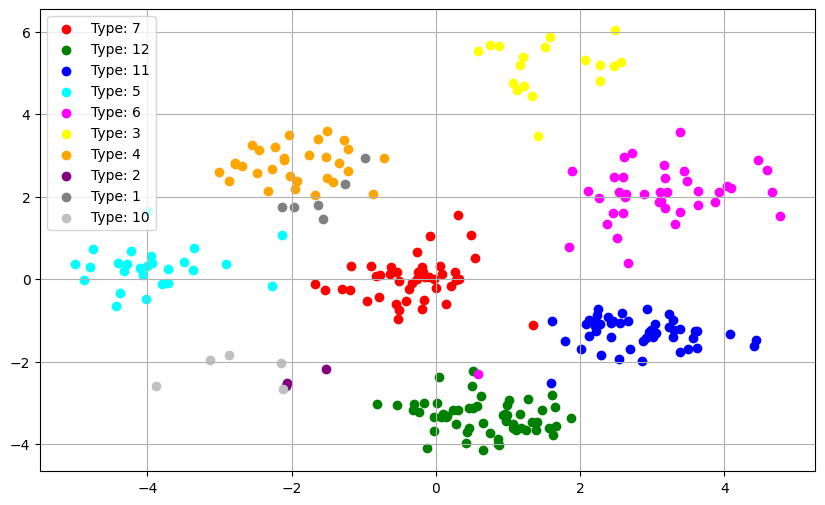 6
4
2
0
−2
−4
−4
−2
0
2
4
Type: 7
Type: 12
Type: 11
Type: 5
Type: 6
Type: 3
Type: 4
Type: 2
Type: 1
Type: 10